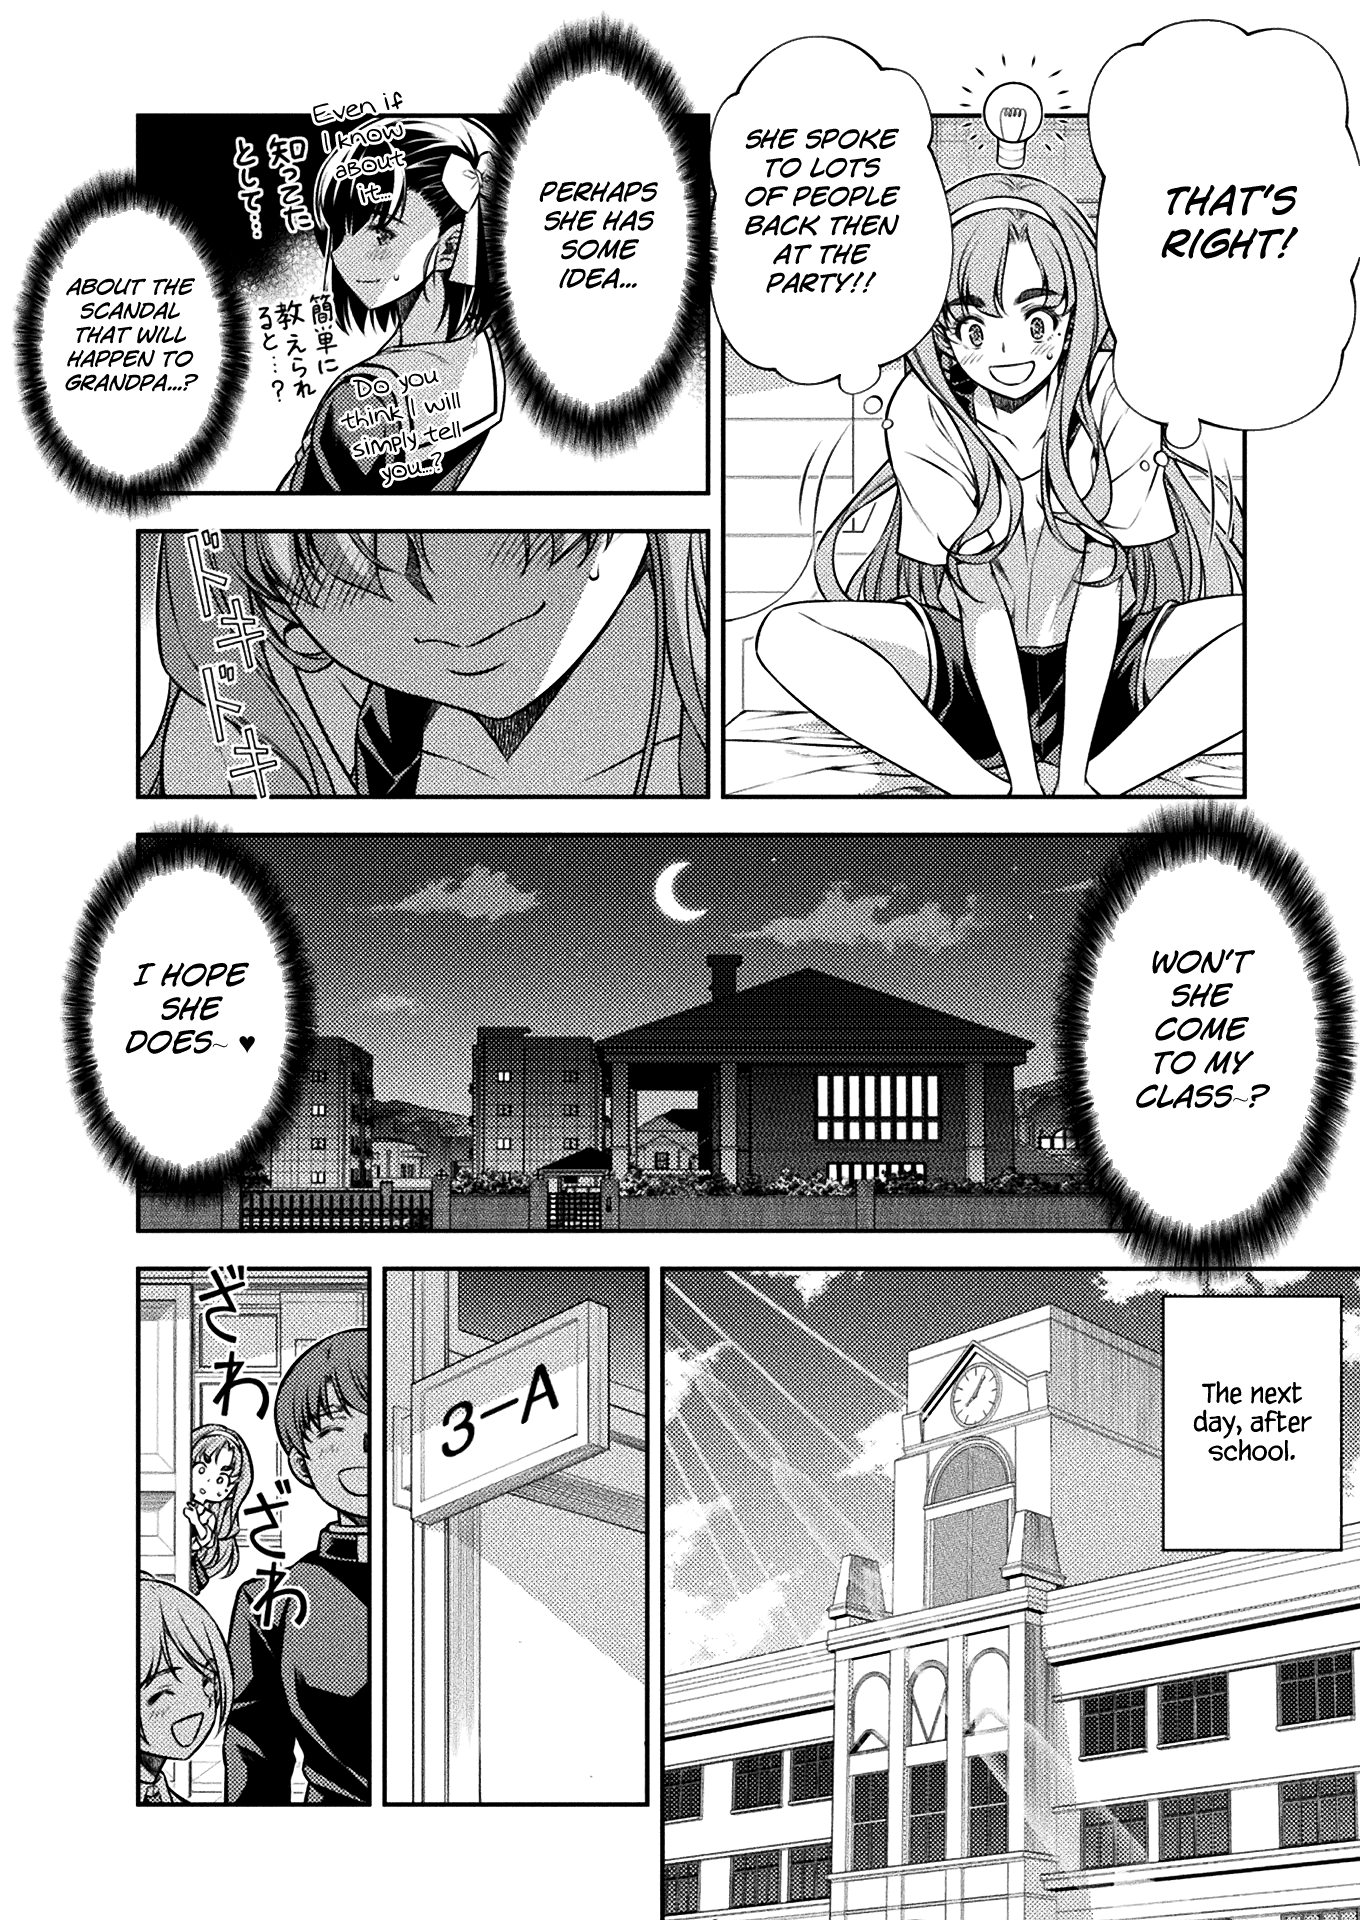 THAT'S
RIGHT!
SHE SPOKE
TO LOTS
OF PEOPLE
BACK THEN
AT THE
PARTY!!
PERHAPS
SHE HAS
SOME
IDEA...
Even if
I know
about
it...
知ってた
として…
簡単に
教えられ
ると…?
Do you
think I will
simply tell
you...?
ABOUT THE
SCANDAL
THAT WILL
HAPPEN TO
GRANDPA...?
ドキ
ドキ
WON'T
SHE
COME
TO MY
CLASS~?
I HOPE
SHE
DOES~ ♥
The next
day, after
school.
3-A
ざわ
ざわ